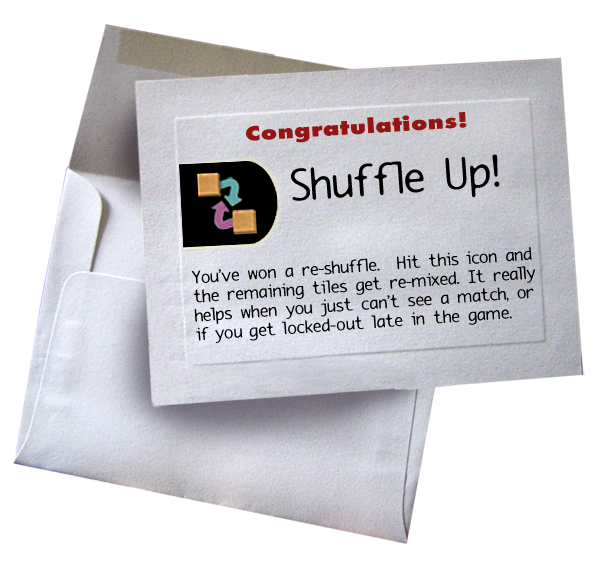 Congratulations!
Shuffle Up!
You've won a re-shuffle.  Hit this icon and
the remaining tiles get re-mixed. It really
helps when you just can't see a match, or
if you get locked-out late in the game.